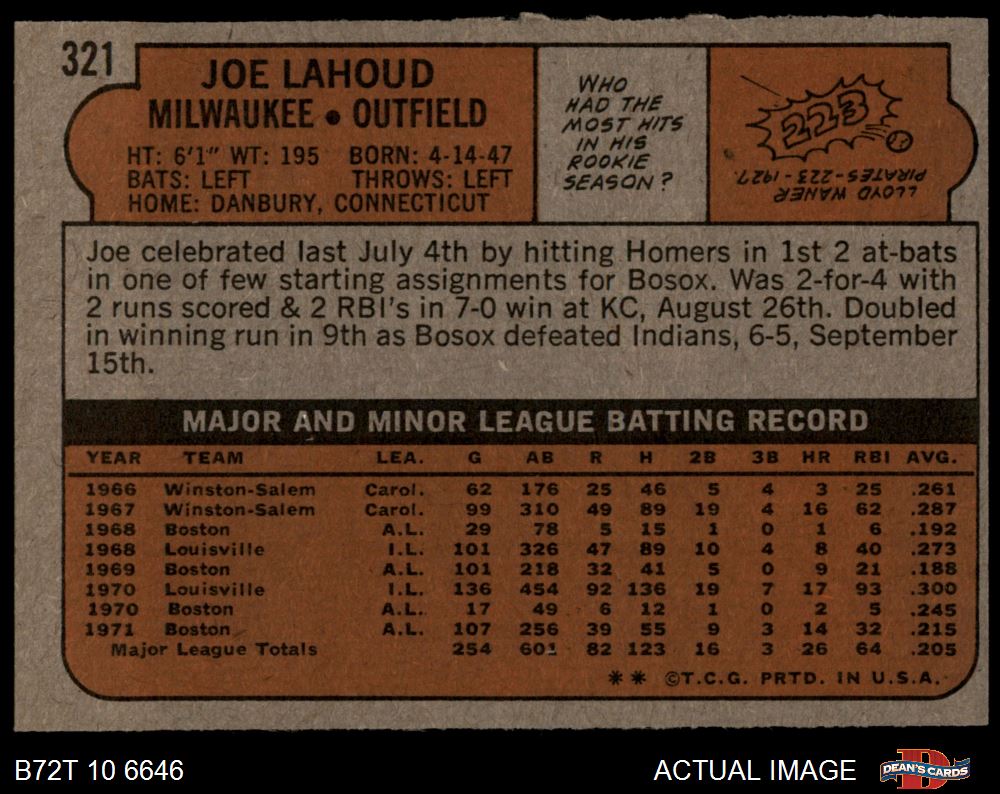 321
JOE LAHOUD
MILWAUKEE • OUTFIELD
HT: 6'1" WT: 195 BORN: 4-14-47
BATS: LEFT THROWS: LEFT
HOME: DANBURY, CONNECTICUT
WHO
HAD THE
MOST HITS
IN HIS
ROOKIE
SEASON?
223
LLOYD WANER
PIRATES-223-1927.
Joe celebrated last July 4th by hitting Homers in 1st 2 at-bats
in one of few starting assignments for Bosox. Was 2-for-4 with
2 runs scored & 2 RBI's in 7-0 win at KC, August 26th. Doubled
in winning run in 9th as Bosox defeated Indians, 6-5, September
15th.
MAJOR AND MINOR LEAGUE BATTING RECORD
YEAR TEAM LEA. G AB R H 2B 3B HR RBI AVG.
1966 Winston-Salem Carol. 62 176 25 46 5 4 3 25 .261
1967 Winston-Salem Carol. 99 310 49 89 19 4 16 62 .287
1968 Boston A.L. 29 78 5 15 1 0 1 6 .192
1968 Louisville I.L. 101 326 47 89 10 4 8 40 .273
1969 Boston A.L. 101 218 32 41 5 0 9 21 .188
1970 Louisville I.L. 136 454 92 136 19 7 17 93 .300
1970 Boston A.L. 17 49 6 12 1 0 2 5 .245
1971 Boston A.L. 107 256 39 55 9 3 14 32 .215
Major League Totals 254 601 82 123 16 3 26 64 .205
** ©T.C.G. PRTD. IN U.S.A.
B72T 10 6646
ACTUAL IMAGE
D
DEAN'S CARDS